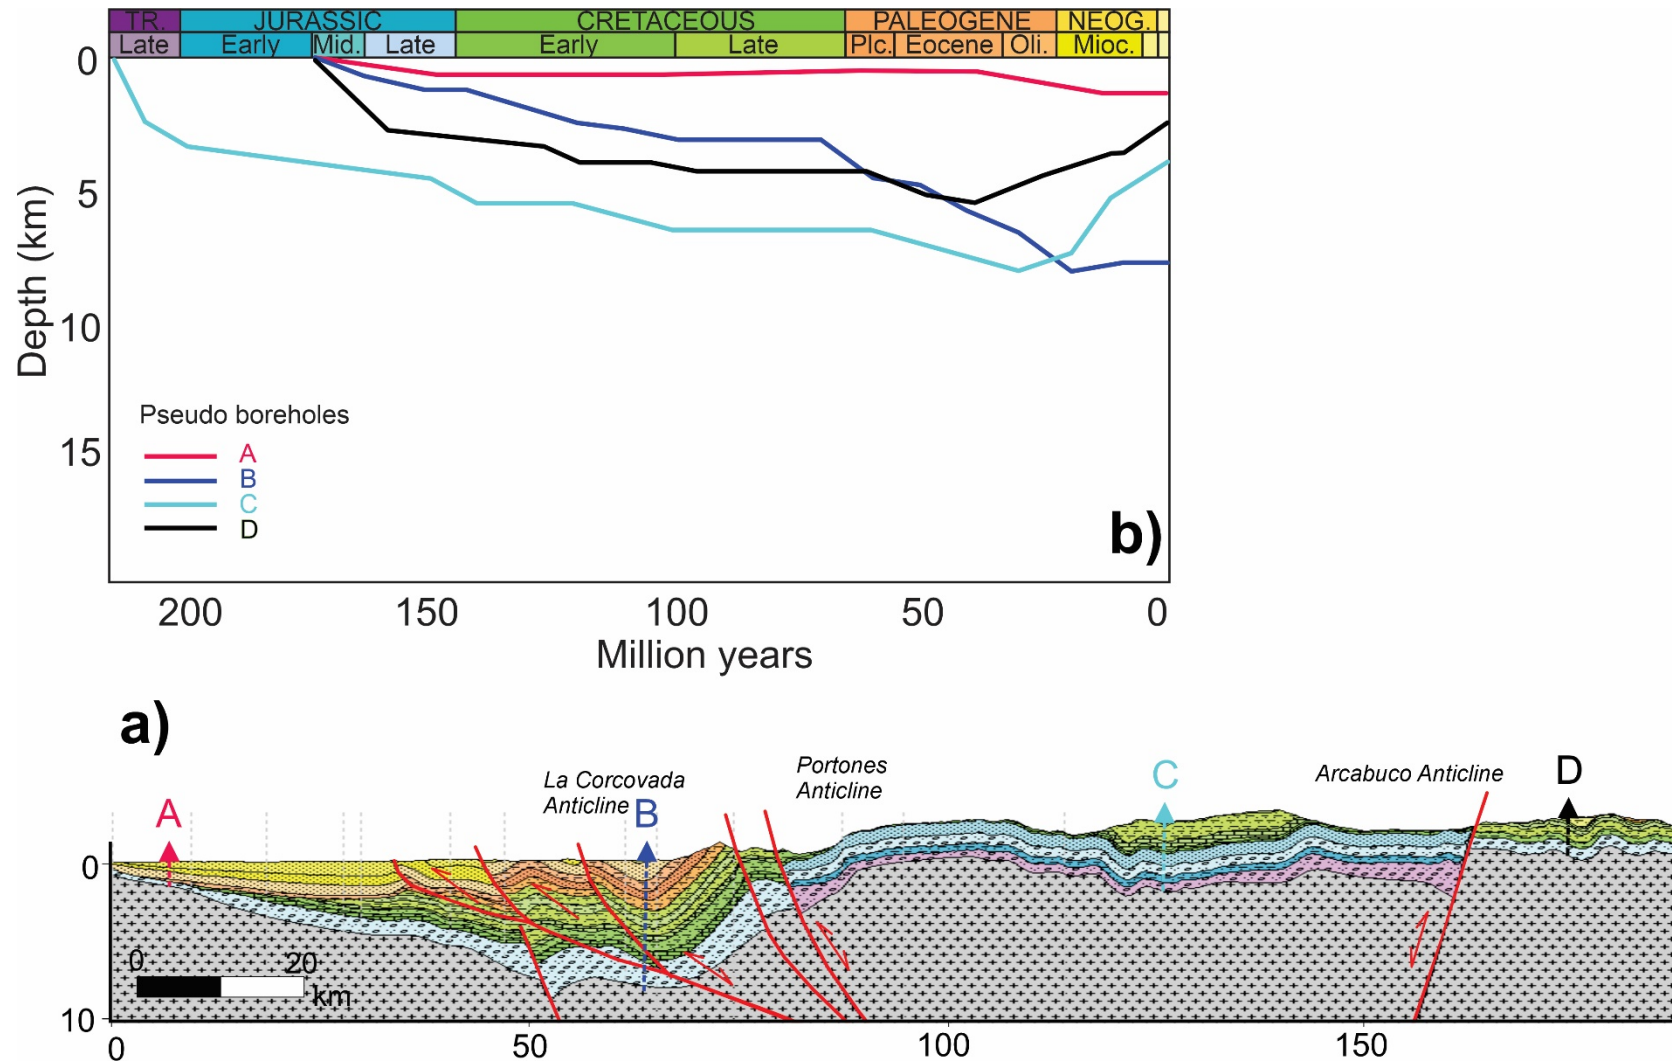 TR. JURASSIC CRETACEOUS PALEOGENE NEOG.
Late Early Mid. Late Early Late Plc. Eocene Oli. Mioc.
0
5
10
15
Depth (km)
Pseudo boreholes
A
B
C
D
b)
200 150 100 50 0
Million years
a)
La Corcovada
Anticline
Portones
Anticline
Arcabuco Anticline
A
B
C
D
0
10
0 20
km
0 50 100 150